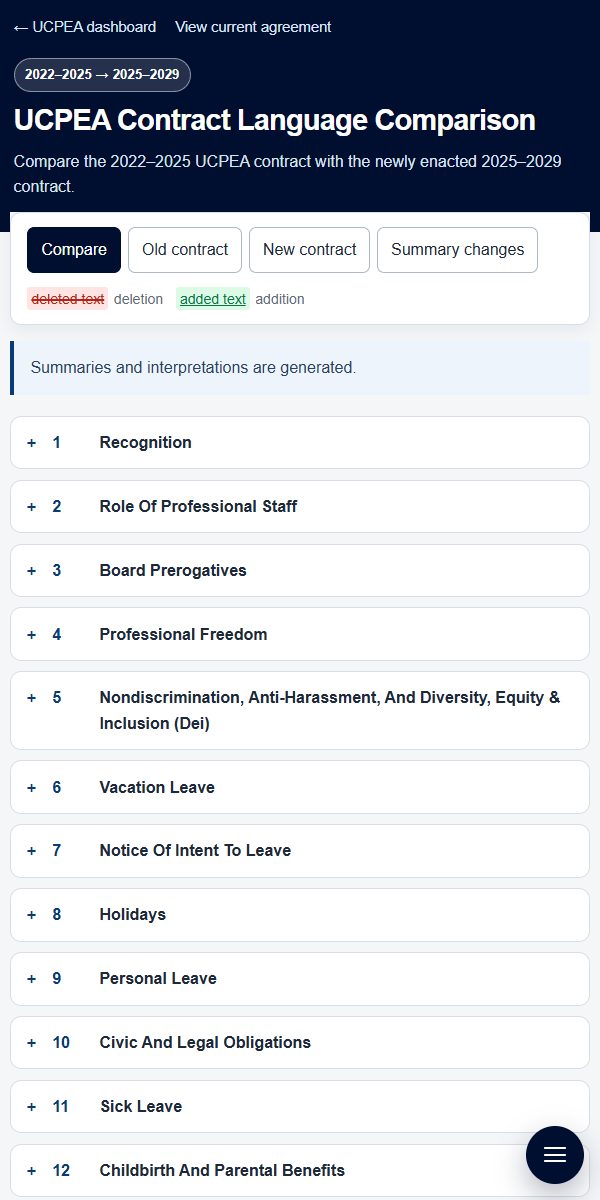 ← UCPEA dashboard View current agreement
2022–2025 → 2025–2029
UCPEA Contract Language Comparison
Compare the 2022–2025 UCPEA contract with the newly enacted 2025–2029
contract.
Compare Old contract New contract Summary changes
deleted text deletion added text addition
Summaries and interpretations are generated.
+ 1 Recognition
+ 2 Role Of Professional Staff
+ 3 Board Prerogatives
+ 4 Professional Freedom
+ 5 Nondiscrimination, Anti-Harassment, And Diversity, Equity &
Inclusion (Dei)
+ 6 Vacation Leave
+ 7 Notice Of Intent To Leave
+ 8 Holidays
+ 9 Personal Leave
+ 10 Civic And Legal Obligations
+ 11 Sick Leave
+ 12 Childbirth And Parental Benefits